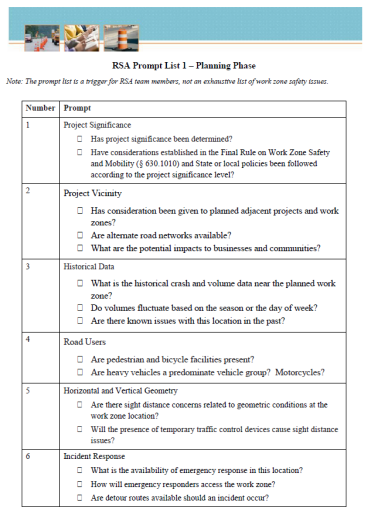 RSA Prompt List 1 – Planning Phase
Note: The prompt list is a trigger for RSA team members, not an exhaustive list of work zone safety issues.
Number Prompt
1 Project Significance
☐ Has project significance been determined?
☐ Have considerations established in the Final Rule on Work Zone Safety
and Mobility (§ 630.1010) and State or local policies been followed
according to the project significance level?
2 Project Vicinity
☐ Has consideration been given to planned adjacent projects and work
zones?
☐ Are alternate road networks available?
☐ What are the potential impacts to businesses and communities?
3 Historical Data
☐ What is the historical crash and volume data near the planned work
zone?
☐ Do volumes fluctuate based on the season or the day of week?
☐ Are there known issues with this location in the past?
4 Road Users
☐ Are pedestrian and bicycle facilities present?
☐ Are heavy vehicles a predominate vehicle group? Motorcycles?
5 Horizontal and Vertical Geometry
☐ Are there sight distance concerns related to geometric conditions at the
work zone location?
☐ Will the presence of temporary traffic control devices cause sight distance
issues?
6 Incident Response
☐ What is the availability of emergency response in this location?
☐ How will emergency responders access the work zone?
☐ Are detour routes available should an incident occur?